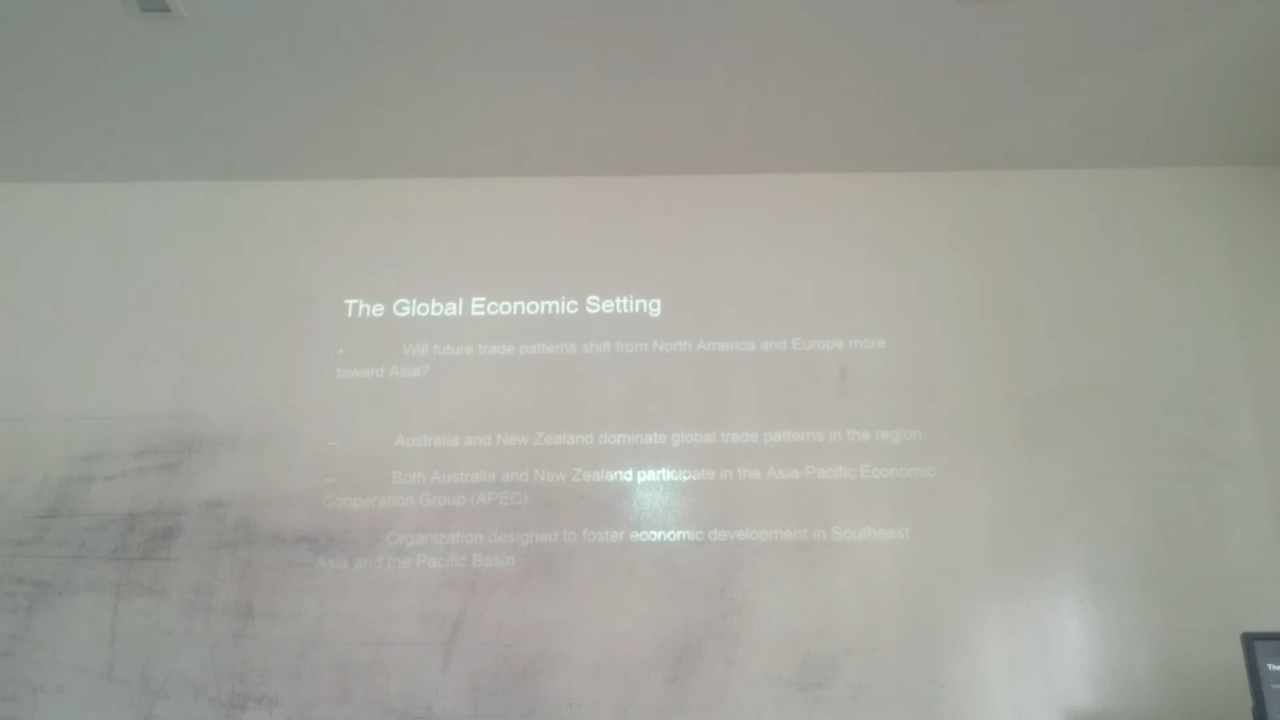 The Global Economic Setting
• Will future trade patterns shift from North America and Europe more
toward Asia?
– Australia and New Zealand dominate global trade patterns in the region
– Both Australia and New Zealand participate in the Asia-Pacific Economic
Cooperation Group (APEC)
Organization designed to foster economic development in Southeast
Asia and the Pacific Basin
The